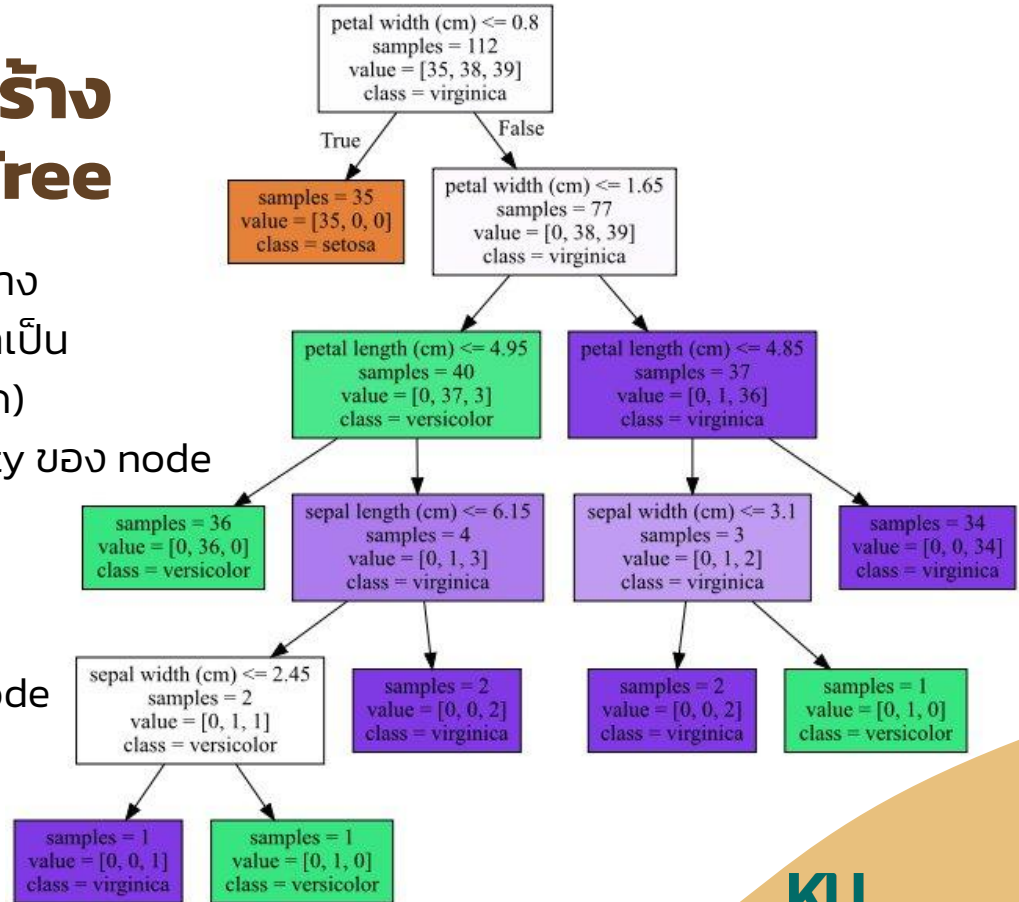 ร้าง
Tree
าง
าเป็น
ก)
ty ของ node
ode
petal width (cm) <= 0.8
samples = 112
value = [35, 38, 39]
class = virginica
True
False
samples = 35
value = [35, 0, 0]
class = setosa
petal width (cm) <= 1.65
samples = 77
value = [0, 38, 39]
class = virginica
petal length (cm) <= 4.95
samples = 40
value = [0, 37, 3]
class = versicolor
petal length (cm) <= 4.85
samples = 37
value = [0, 1, 36]
class = virginica
samples = 36
value = [0, 36, 0]
class = versicolor
sepal length (cm) <= 6.15
samples = 4
value = [0, 1, 3]
class = virginica
sepal width (cm) <= 3.1
samples = 3
value = [0, 1, 2]
class = virginica
samples = 34
value = [0, 0, 34]
class = virginica
sepal width (cm) <= 2.45
samples = 2
value = [0, 1, 1]
class = versicolor
samples = 2
value = [0, 0, 2]
class = virginica
samples = 2
value = [0, 0, 2]
class = virginica
samples = 1
value = [0, 1, 0]
class = versicolor
samples = 1
value = [0, 0, 1]
class = virginica
samples = 1
value = [0, 1, 0]
class = versicolor
KU